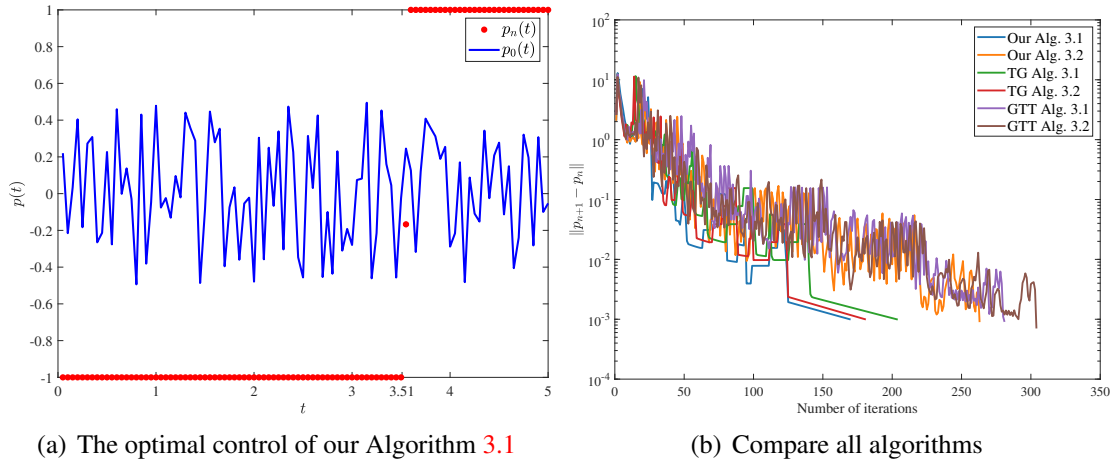 1
0.8
0.6
0.4
0.2
0
-0.2
-0.4
-0.6
-0.8
-1
p(t)
0 1 2 3 3.51 4 5
t
p_n(t)
p_0(t)
(a) The optimal control of our Algorithm 3.1
10^2
10^1
10^0
10^-1
10^-2
10^-3
10^-4
||p_{n+1} − p_n||
0 50 100 150 200 250 300 350
Number of iterations
Our Alg. 3.1
Our Alg. 3.2
TG Alg. 3.1
TG Alg. 3.2
GTT Alg. 3.1
GTT Alg. 3.2
(b) Compare all algorithms